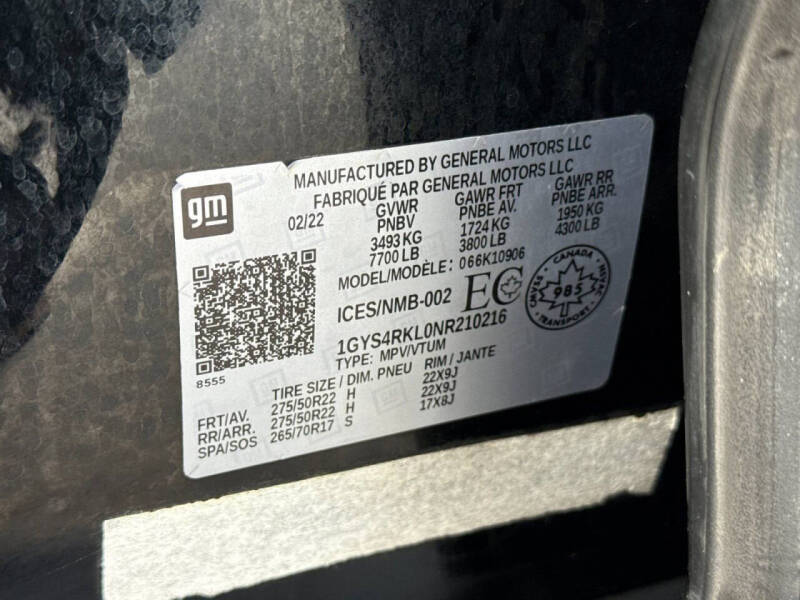 gm
MANUFACTURED BY GENERAL MOTORS LLC
FABRIQUÉ PAR GENERAL MOTORS LLC
02/22 GVWR GAWR FRT GAWR RR
PNBV PNBE AV. PNBE ARR.
3493 KG 1724 KG 1950 KG
7700 LB 3800 LB 4300 LB
MODEL/MODÈLE: 066K10906
ICES/NMB-002 EC
CANADA
985
1GYS4RKL0NR210216
TYPE: MPV/VTUM
8555
TIRE SIZE / DIM. PNEU RIM / JANTE
FRT/AV. 275/50R22 H 22X9J
RR/ARR. 275/50R22 H 22X9J
SPA/SOS 265/70R17 S 17X8J